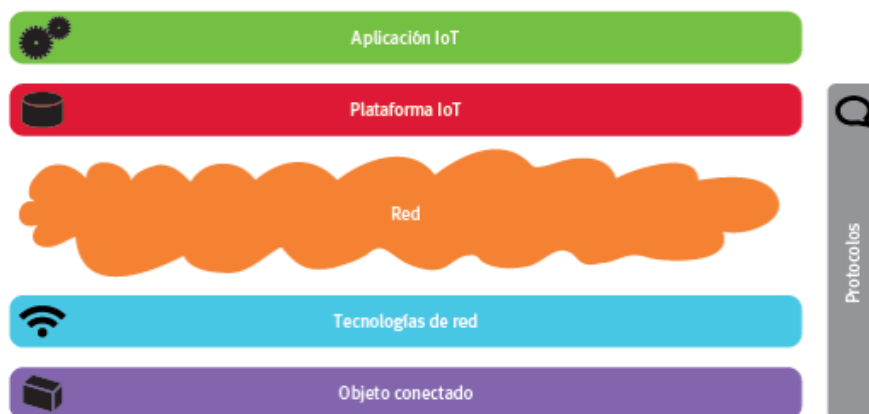 Aplicación IoT
Plataforma IoT
Red
Tecnologías de red
Objeto conectado
Protocolos